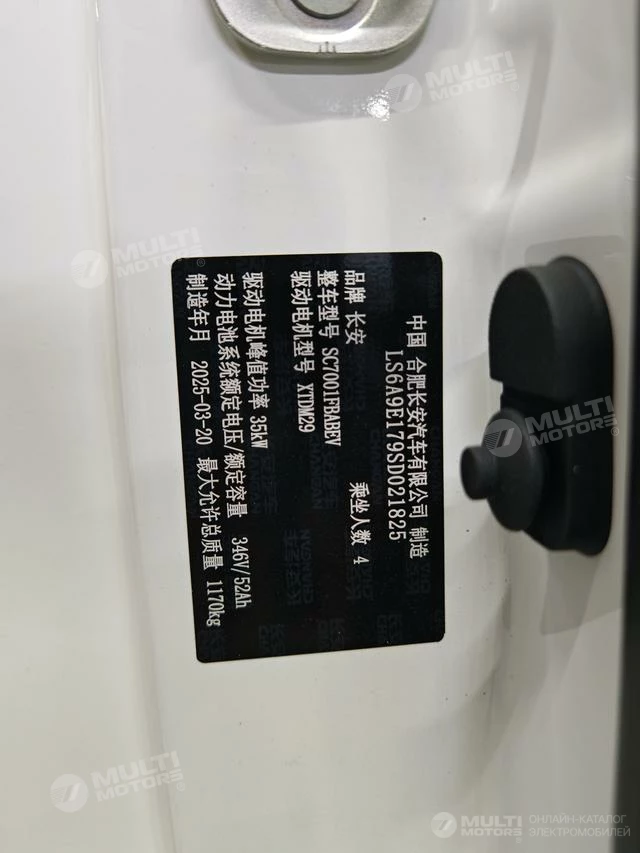 中国 合肥长安汽车有限公司 制造
LS6A9E179SD021825
品牌 长安 乘坐人数 4
整车型号 SC7001FBABEV
驱动电机型号 XTDM29
驱动电机峰值功率 35kW
动力电池系统额定电压/额定容量 346V/52Ah
制造年月 2025-03-20 最大允许总质量 1170kg
MULTI
MOTORS
MULTI
MOTORS
MULTI
MOTORS
MULTI
MOTORS
MULTI
MOTORS
ОНЛАЙН-КАТАЛОГ
ЭЛЕКТРОМОБИЛЕЙ